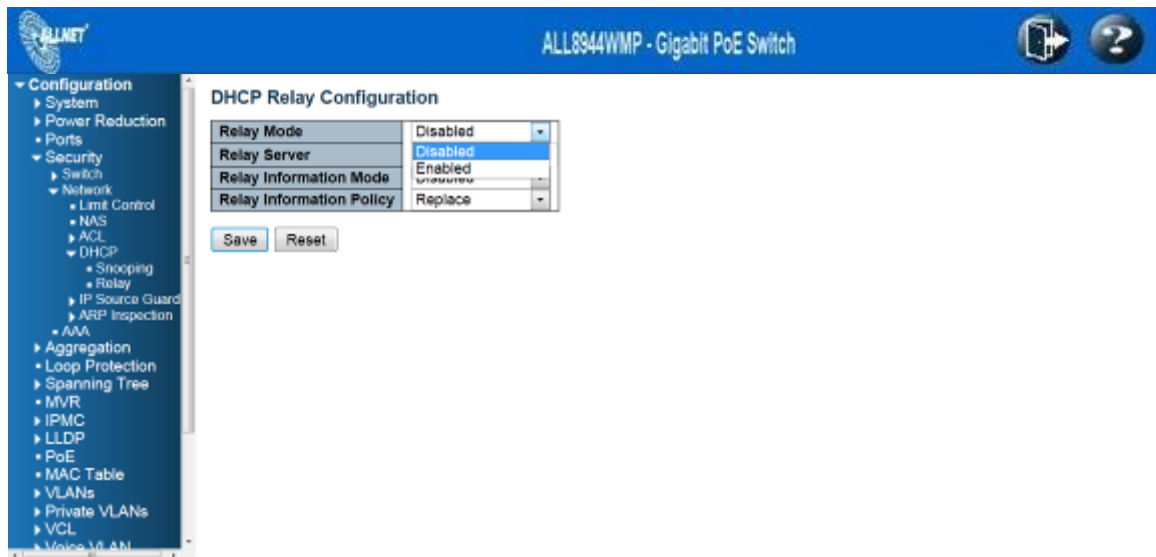 ALLNET
ALL8944WMP - Gigabit PoE Switch
Configuration
System
Power Reduction
Ports
Security
Switch
Network
Limit Control
NAS
ACL
DHCP
Snooping
Relay
IP Source Guard
ARP Inspection
AAA
Aggregation
Loop Protection
Spanning Tree
MVR
IPMC
LLDP
PoE
MAC Table
VLANs
Private VLANs
VCL
Voice VLAN
DHCP Relay Configuration
Relay Mode Disabled
Relay Server Disabled
Enabled
Relay Information Mode Disabled
Relay Information Policy Replace
Save Reset